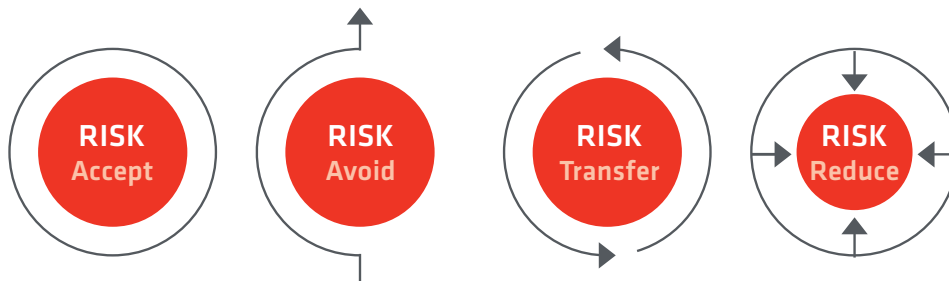 RISK
Accept
RISK
Avoid
RISK
Transfer
RISK
Reduce